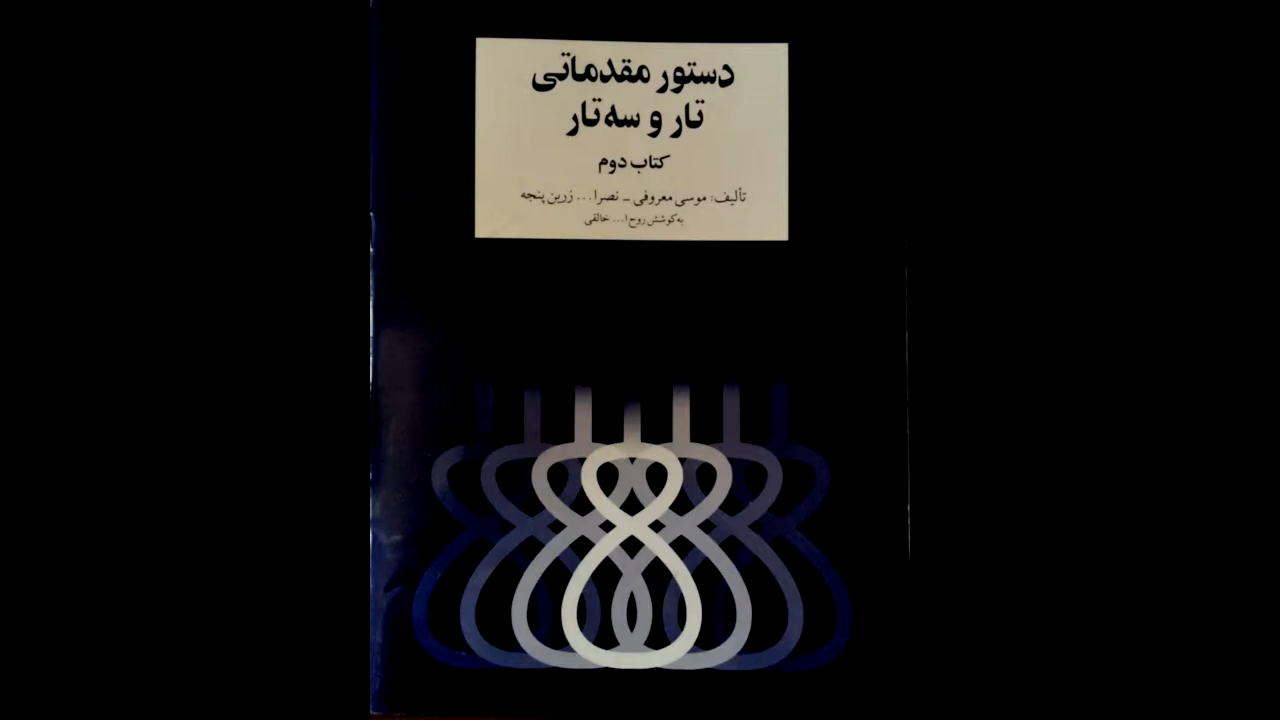 دستور مقدماتی
تار و سه‌تار
کتاب دوم
تألیف: موسی معروفی ـ نصرا... زرین‌پنجه
به‌کوشش روح‌ا... خالقی